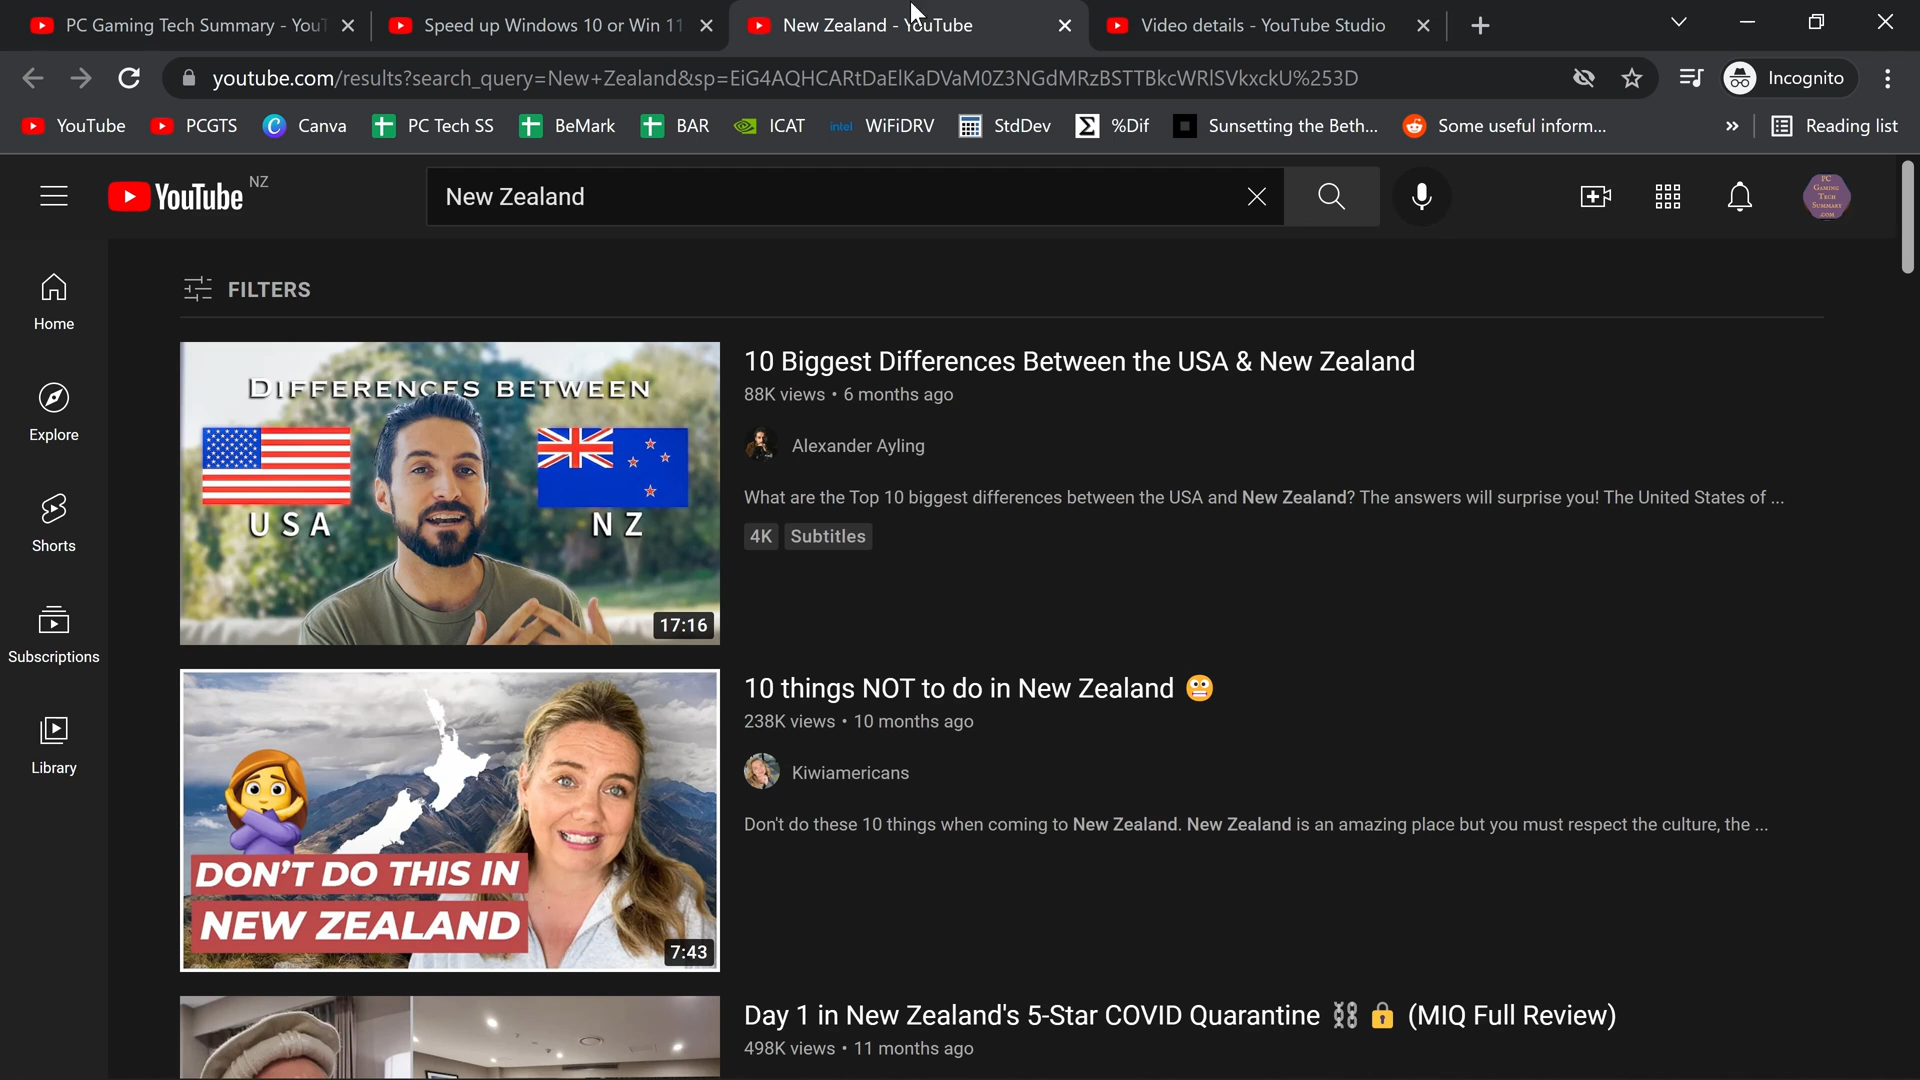 PC Gaming Tech Summary - YouT
Speed up Windows 10 or Win 11
New Zealand - YouTube
Video details - YouTube Studio
youtube.com/results?search_query=New+Zealand&sp=EiG4AQHCARtDaElKaDVaM0Z3NGdMRzBSTTBkcWRlSVkxckU%253D
Incognito
YouTube
PCGTS
Canva
PC Tech SS
BeMark
BAR
ICAT
intel WiFiDRV
StdDev
Σ %Dif
Sunsetting the Beth...
Some useful inform...
»
Reading list
YouTube NZ
New Zealand
PC
GAMING
TECH
SUMMARY
.COM
Home
Explore
Shorts
Subscriptions
Library
FILTERS
DIFFERENCES BETWEEN
USA
NZ
17:16
10 Biggest Differences Between the USA & New Zealand
88K views • 6 months ago
Alexander Ayling
What are the Top 10 biggest differences between the USA and New Zealand? The answers will surprise you! The United States of ...
4K Subtitles
DON'T DO THIS IN
NEW ZEALAND
7:43
10 things NOT to do in New Zealand 😬
238K views • 10 months ago
Kiwiamericans
Don't do these 10 things when coming to New Zealand. New Zealand is an amazing place but you must respect the culture, the ...
Day 1 in New Zealand's 5-Star COVID Quarantine ⛓ 🔒 (MIQ Full Review)
498K views • 11 months ago